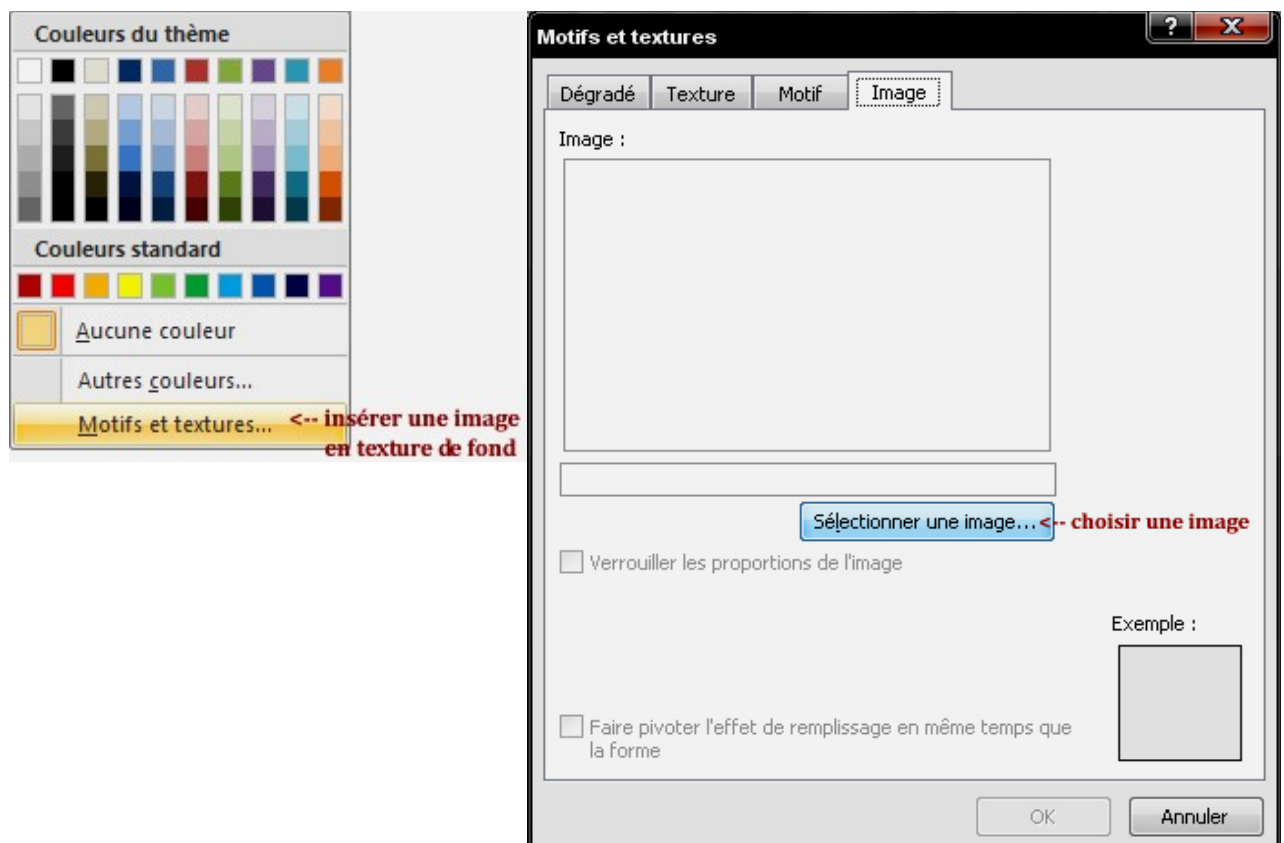 Couleurs du thème
Couleurs standard
Aucune couleur
Autres couleurs...
Motifs et textures...
<-- insérer une image
en texture de fond
Motifs et textures
?
X
Dégradé
Texture
Motif
Image
Image :
Sélectionner une image...
<-- choisir une image
Verrouiller les proportions de l'image
Exemple :
Faire pivoter l'effet de remplissage en même temps que
la forme
OK
Annuler